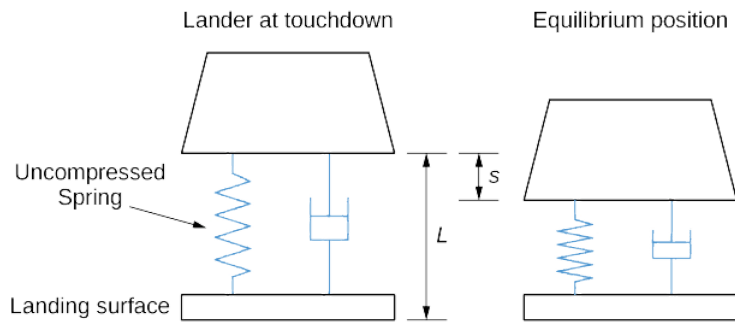 Lander at touchdown
Equilibrium position
Uncompressed
Spring
s
L
Landing surface